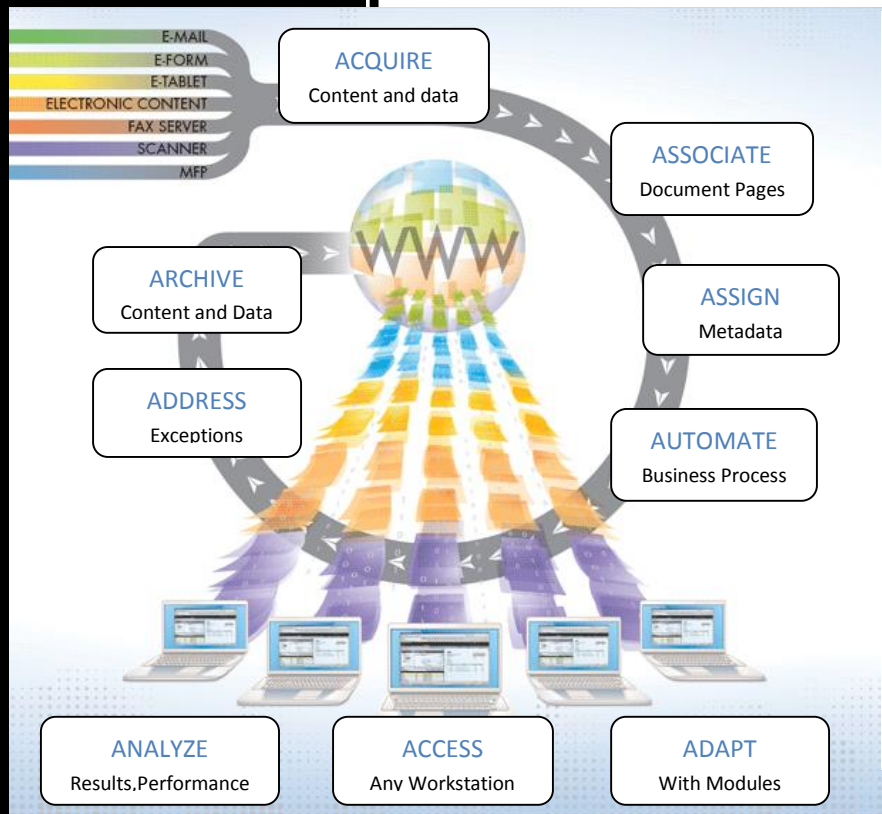 E-MAIL
E-FORM
E-TABLET
ELECTRONIC CONTENT
FAX SERVER
SCANNER
MFP
ACQUIRE
Content and data
ASSOCIATE
Document Pages
ASSIGN
Metadata
AUTOMATE
Business Process
ADDRESS
Exceptions
ARCHIVE
Content and Data
WWW
ANALYZE
Results,Performance
ACCESS
Any Workstation
ADAPT
With Modules